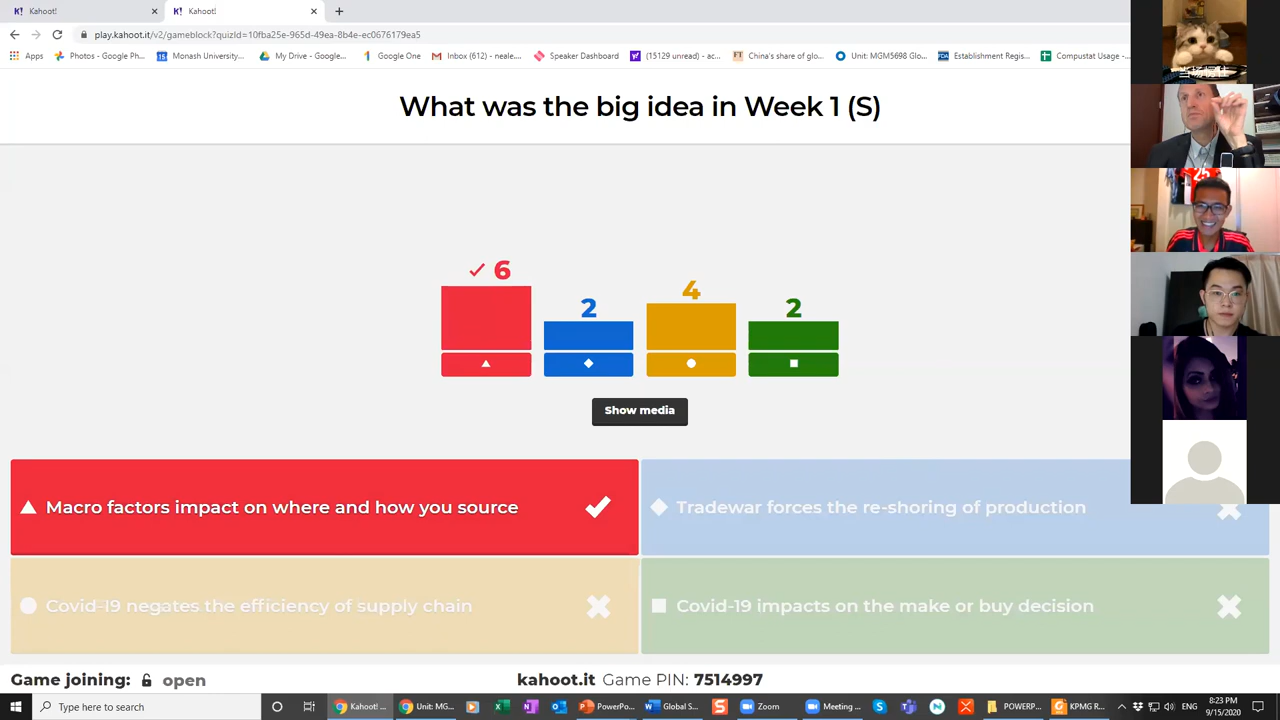 Kahoot!
Kahoot!
play.kahoot.it/v2/gameblock?quizId=10fba25e-965d-49ea-8b4e-ec0676179ea5
Apps Photos - Google Ph... Monash University... My Drive - Google... Google One Inbox (612) - neale... Speaker Dashboard (15129 unread) - ac... China's share of glo... Unit: MGM5698 Glo... Establishment Regis... Compustat Usage -...
What was the big idea in Week 1 (S)
6
2
4
2
Show media
Macro factors impact on where and how you source
Tradewar forces the re-shoring of production
Covid-19 negates the efficiency of supply chain
Covid-19 impacts on the make or buy decision
Game joining: open
kahoot.it Game PIN: 7514997
Type here to search
Kahoot! ...
Unit: MG...
PowerPo...
Global S...
Zoom
Meeting ...
POWERP...
KPMG R...
ENG
8:23 PM
9/15/2020
25